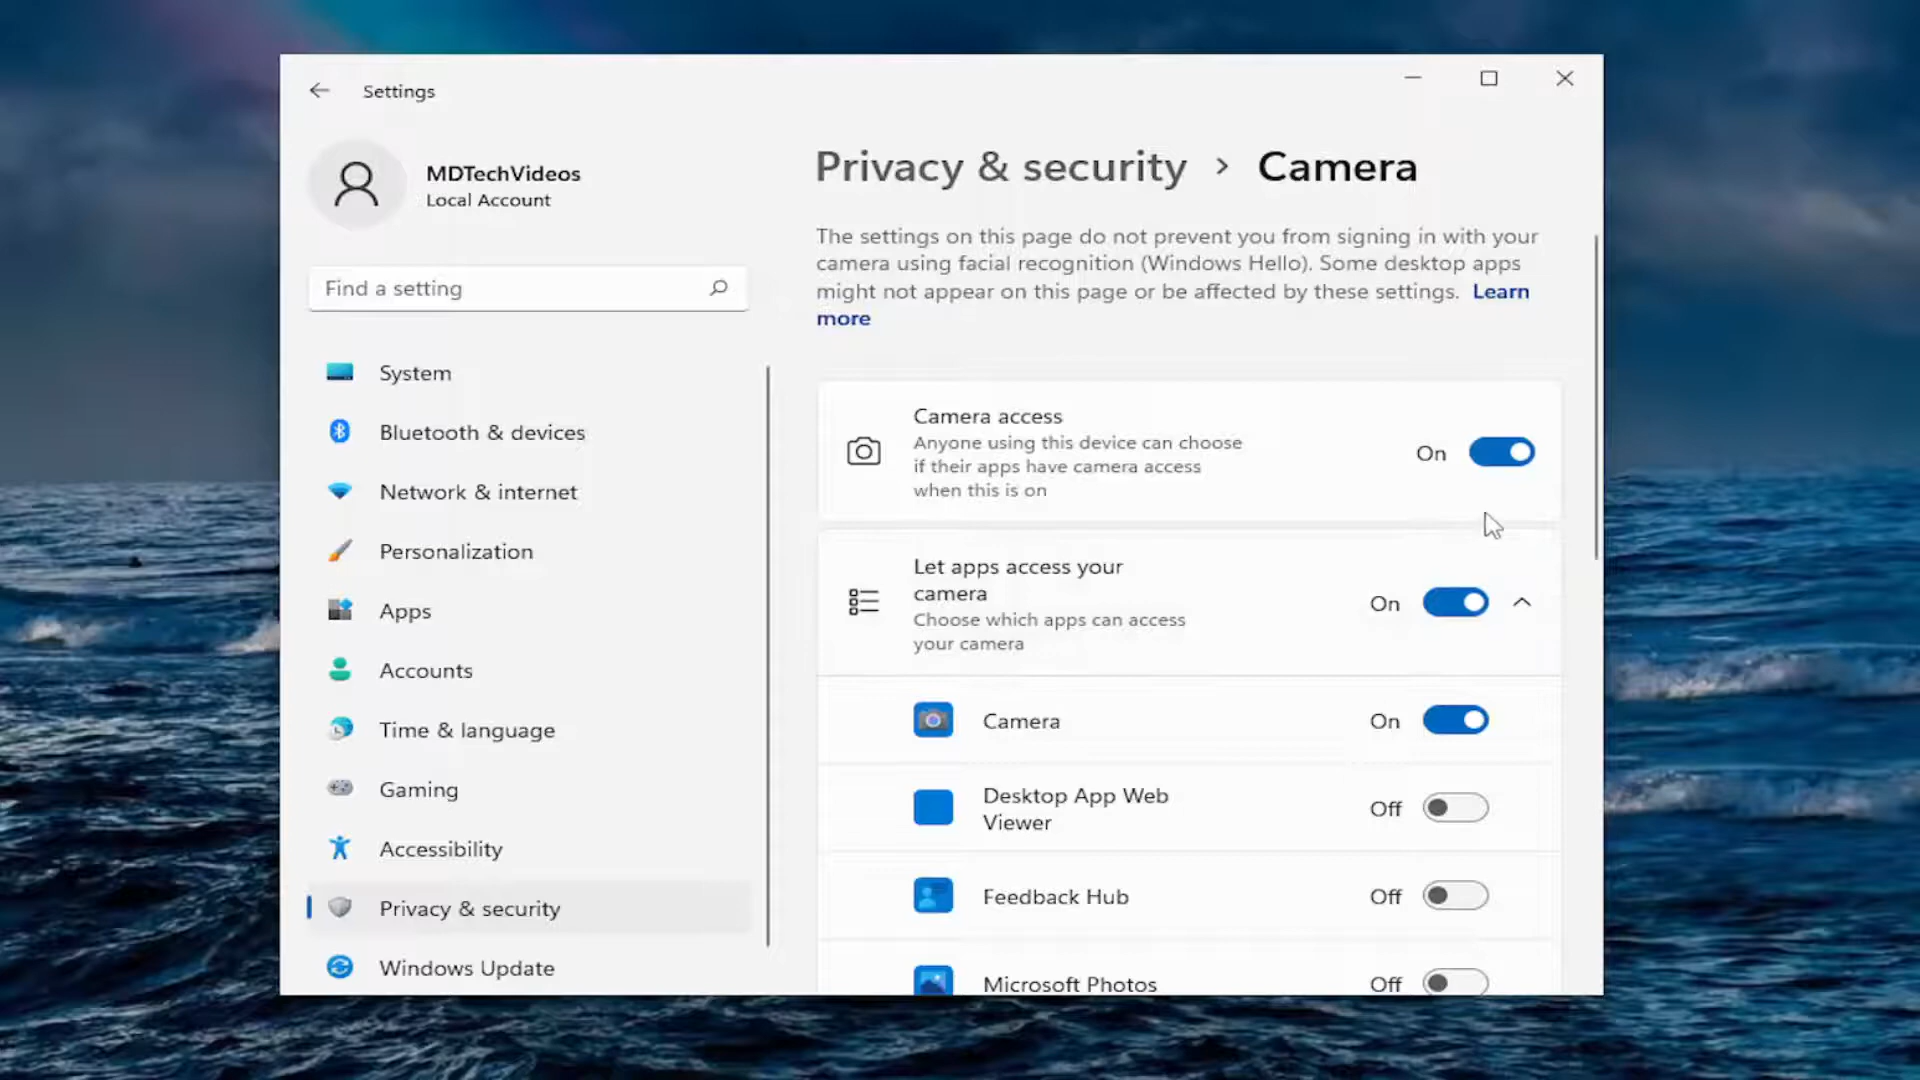 Settings
MDTechVideos
Local Account
Find a setting
System
Bluetooth & devices
Network & internet
Personalization
Apps
Accounts
Time & language
Gaming
Accessibility
Privacy & security
Windows Update
Privacy & security > Camera
The settings on this page do not prevent you from signing in with your
camera using facial recognition (Windows Hello). Some desktop apps
might not appear on this page or be affected by these settings. Learn
more
Camera access
Anyone using this device can choose
if their apps have camera access
when this is on
On
Let apps access your
camera
Choose which apps can access
your camera
On
Camera
On
Desktop App Web
Viewer
Off
Feedback Hub
Off
Microsoft Photos
Off